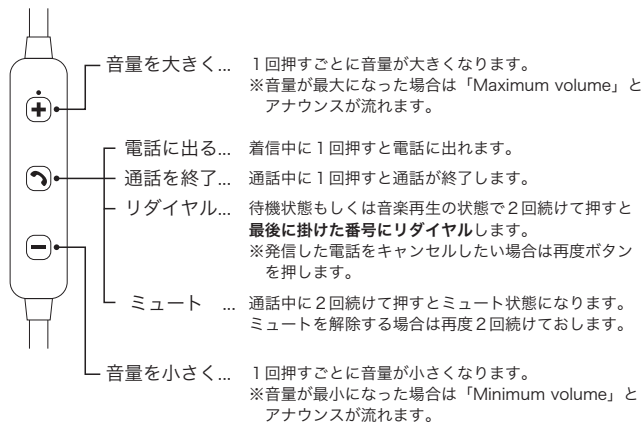 音量を大きく... １回押すごとに音量が大きくなります。
※音量が最大になった場合は「Maximum volume」と
アナウンスが流れます。
電話に出る... 着信中に１回押すと電話に出れます。
通話を終了... 通話中に１回押すと通話が終了します。
リダイヤル... 待機状態もしくは音楽再生の状態で２回続けて押すと
最後に掛けた番号にリダイヤルします。
※発信した電話をキャンセルしたい場合は再度ボタン
を押します。
ミュート ... 通話中に２回続けて押すとミュート状態になります。
ミュートを解除する場合は再度２回続けておします。
音量を小さく... １回押すごとに音量が小さくなります。
※音量が最小になった場合は「Minimum volume」と
アナウンスが流れます。